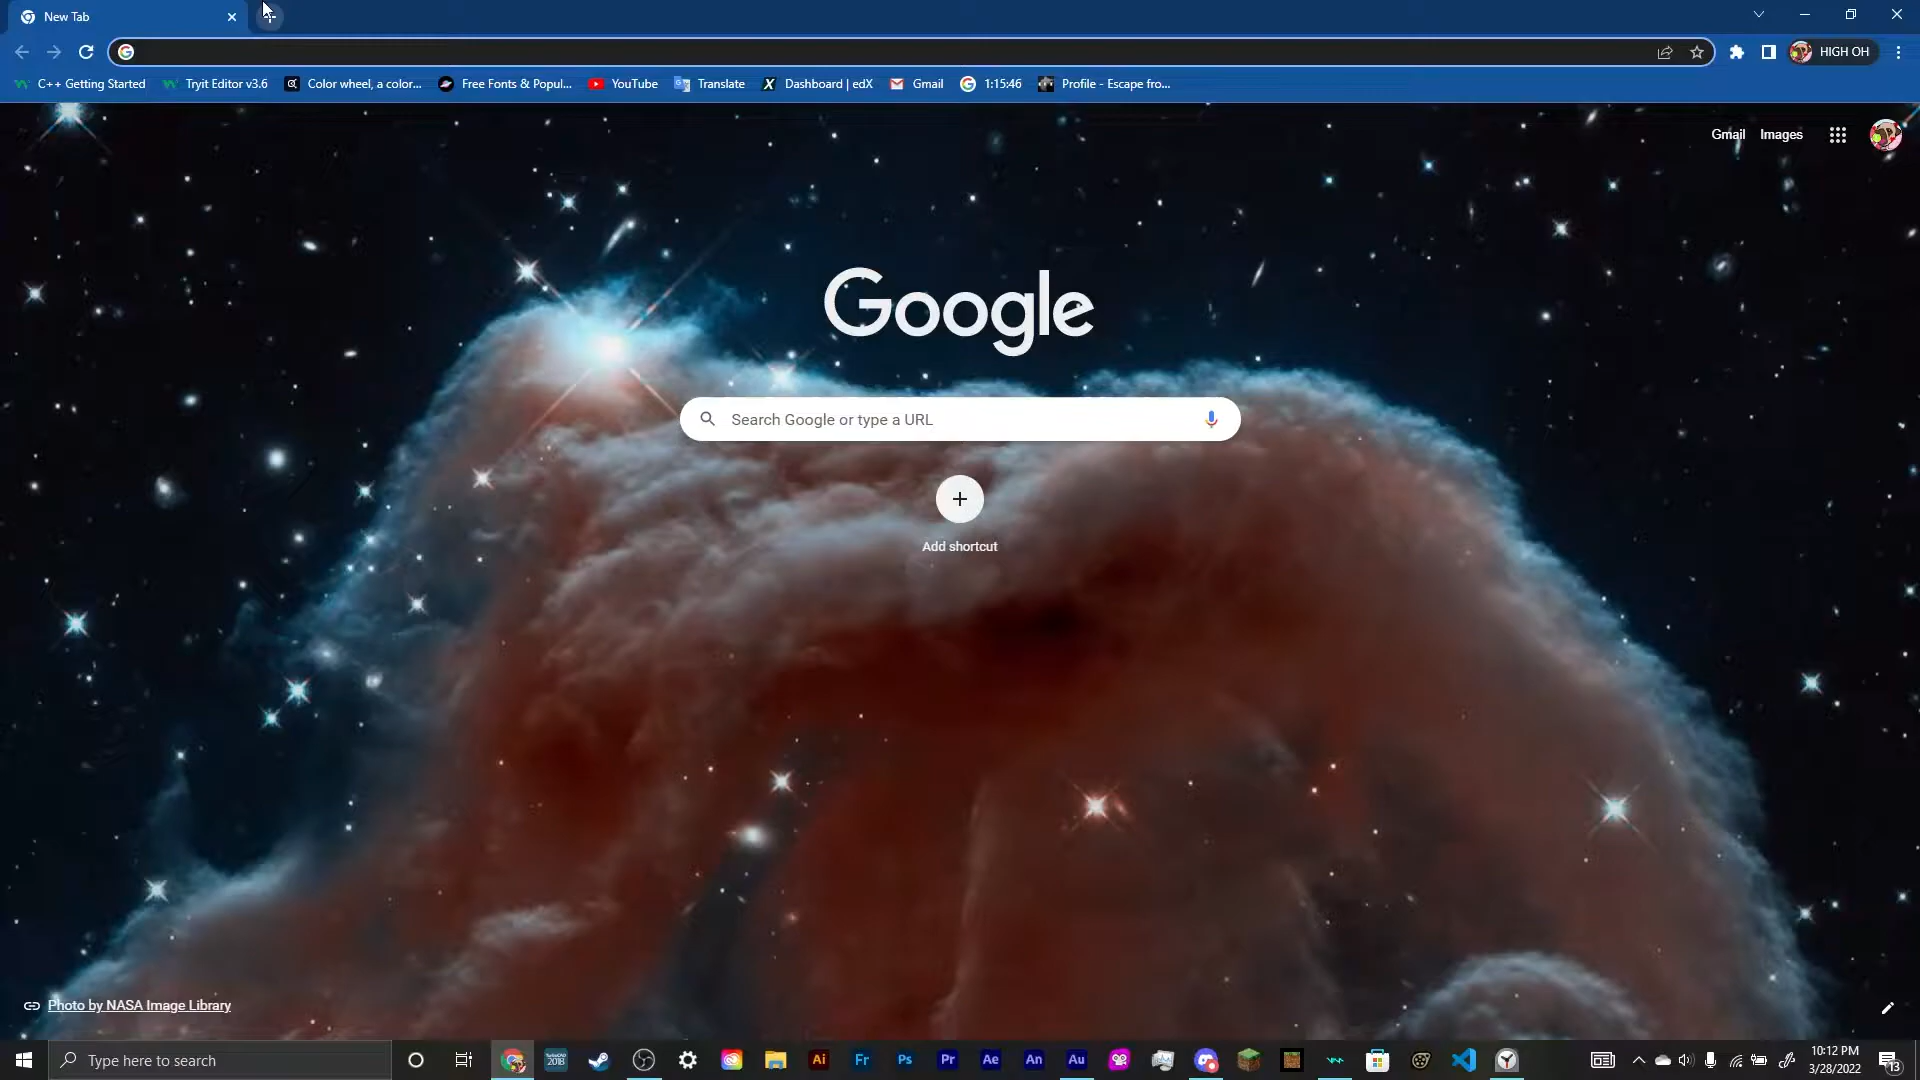 New Tab
HIGH OH
C++ Getting Started
Tryit Editor v3.6
Color wheel, a color...
Free Fonts & Popul...
YouTube
Translate
Dashboard | edX
Gmail
1:15:46
Profile - Escape fro...
Gmail
Images
Google
Search Google or type a URL
Add shortcut
Photo by NASA Image Library
Type here to search
TurboCAD
2018
Ai
Fr
Ps
Pr
Ae
An
Au
10:12 PM
3/28/2022
13